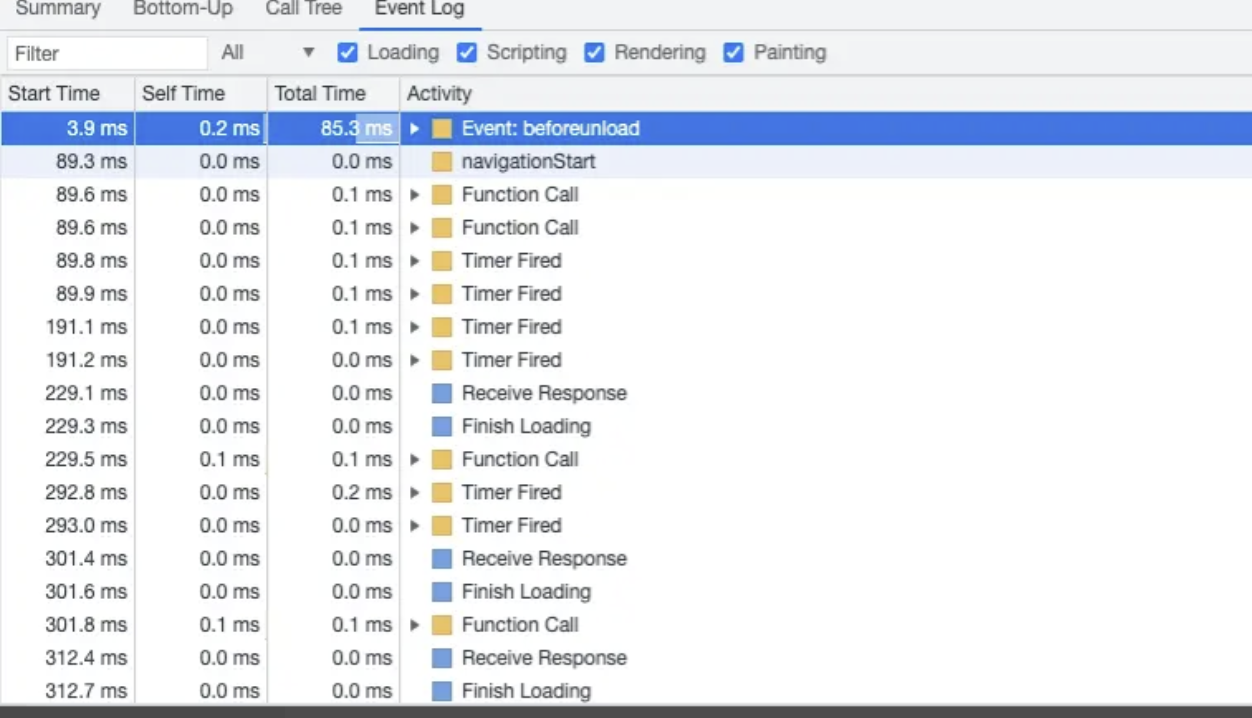 Summary Bottom-Up Call Tree Event Log
Filter All Loading Scripting Rendering Painting
Start Time Self Time Total Time Activity
3.9 ms 0.2 ms 85.3 ms Event: beforeunload
89.3 ms 0.0 ms 0.0 ms navigationStart
89.6 ms 0.0 ms 0.1 ms Function Call
89.6 ms 0.0 ms 0.1 ms Function Call
89.8 ms 0.0 ms 0.1 ms Timer Fired
89.9 ms 0.0 ms 0.1 ms Timer Fired
191.1 ms 0.0 ms 0.1 ms Timer Fired
191.2 ms 0.0 ms 0.0 ms Timer Fired
229.1 ms 0.0 ms 0.0 ms Receive Response
229.3 ms 0.0 ms 0.0 ms Finish Loading
229.5 ms 0.1 ms 0.1 ms Function Call
292.8 ms 0.0 ms 0.2 ms Timer Fired
293.0 ms 0.0 ms 0.0 ms Timer Fired
301.4 ms 0.0 ms 0.0 ms Receive Response
301.6 ms 0.0 ms 0.0 ms Finish Loading
301.8 ms 0.1 ms 0.1 ms Function Call
312.4 ms 0.0 ms 0.0 ms Receive Response
312.7 ms 0.0 ms 0.0 ms Finish Loading